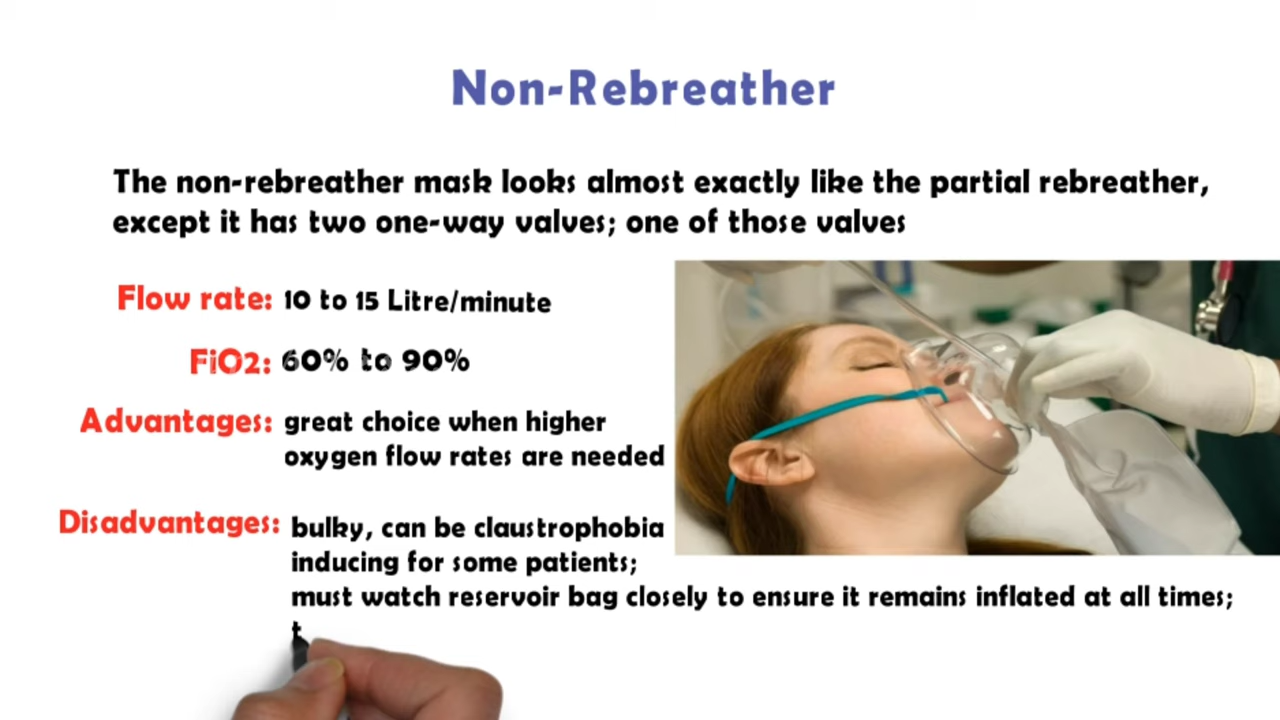 Non-Rebreather
The non-rebreather mask looks almost exactly like the partial rebreather,
except it has two one-way valves; one of those valves
Flow rate: 10 to 15 Litre/minute
FiO2: 60% to 90%
Advantages: great choice when higher
oxygen flow rates are needed
Disadvantages: bulky, can be claustrophobia
inducing for some patients;
must watch reservoir bag closely to ensure it remains inflated at all times;
t